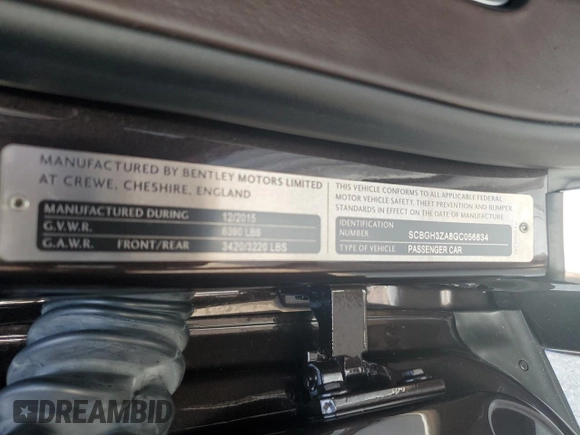 MANUFACTURED BY BENTLEY MOTORS LIMITED
AT CREWE, CHESHIRE, ENGLAND
MANUFACTURED DURING 12/2015
G.V.W.R. 6390 LBS
G.A.W.R. FRONT/REAR 3420/3220 LBS
THIS VEHICLE CONFORMS TO ALL APPLICABLE FEDERAL
MOTOR VEHICLE SAFETY, THEFT PREVENTION AND BUMPER
STANDARDS IN EFFECT ON THE DATE OF MANUFACTURE.
IDENTIFICATION
NUMBER SCBGH3ZA8GC056834
TYPE OF VEHICLE PASSENGER CAR
DREAMBID